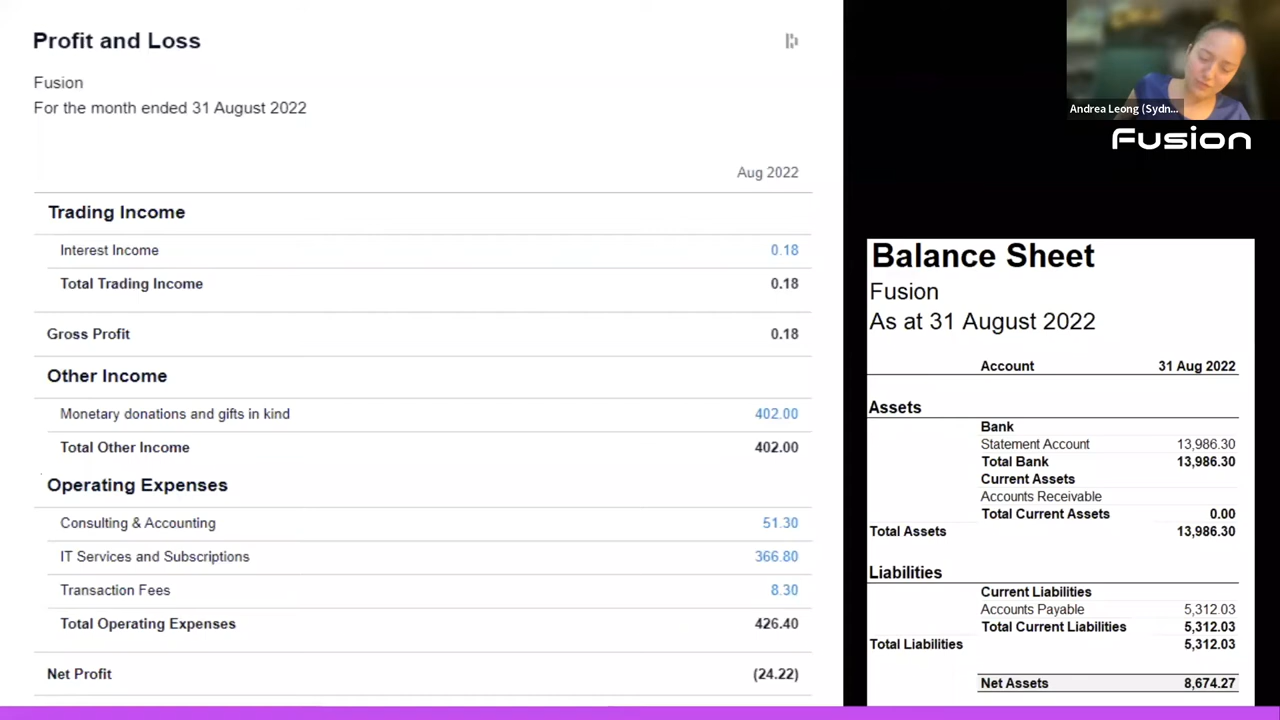 Profit and Loss
Fusion
For the month ended 31 August 2022
Aug 2022
Trading Income
Interest Income 0.18
Total Trading Income 0.18
Gross Profit 0.18
Other Income
Monetary donations and gifts in kind 402.00
Total Other Income 402.00
Operating Expenses
Consulting & Accounting 51.30
IT Services and Subscriptions 366.80
Transaction Fees 8.30
Total Operating Expenses 426.40
Net Profit (24.22)
Andrea Leong (Sydn...
Fusion
Balance Sheet
Fusion
As at 31 August 2022
Account 31 Aug 2022
Assets
Bank
Statement Account 13,986.30
Total Bank 13,986.30
Current Assets
Accounts Receivable
Total Current Assets 0.00
Total Assets 13,986.30
Liabilities
Current Liabilities
Accounts Payable 5,312.03
Total Current Liabilities 5,312.03
Total Liabilities 5,312.03
Net Assets 8,674.27